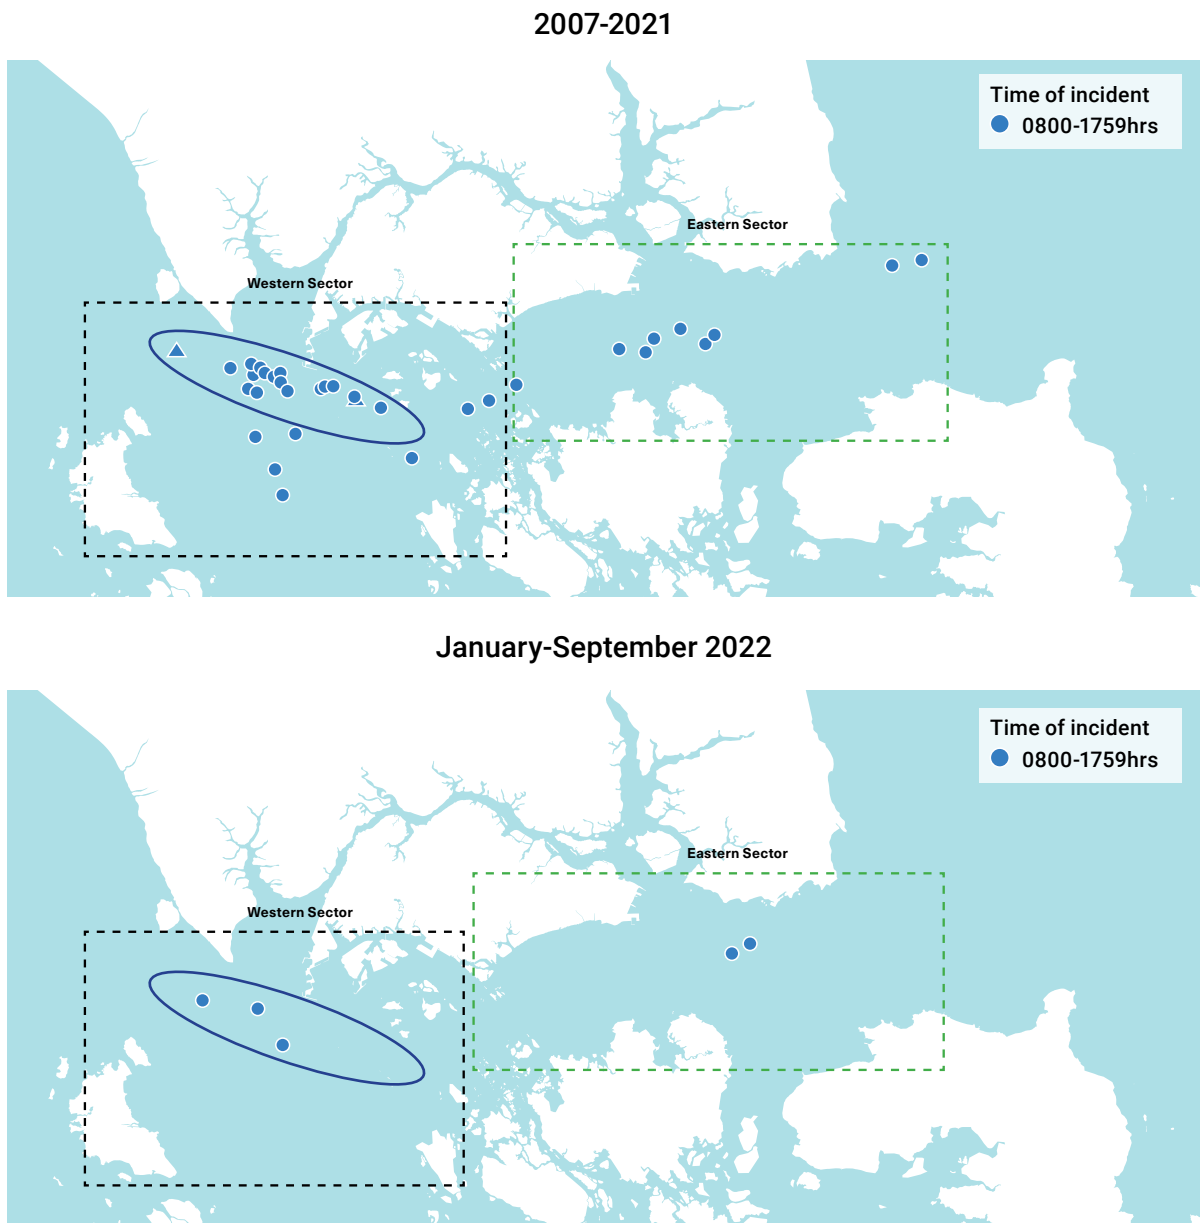 2007-2021
Time of incident
0800-1759hrs
Eastern Sector
Western Sector
January-September 2022
Time of incident
0800-1759hrs
Eastern Sector
Western Sector